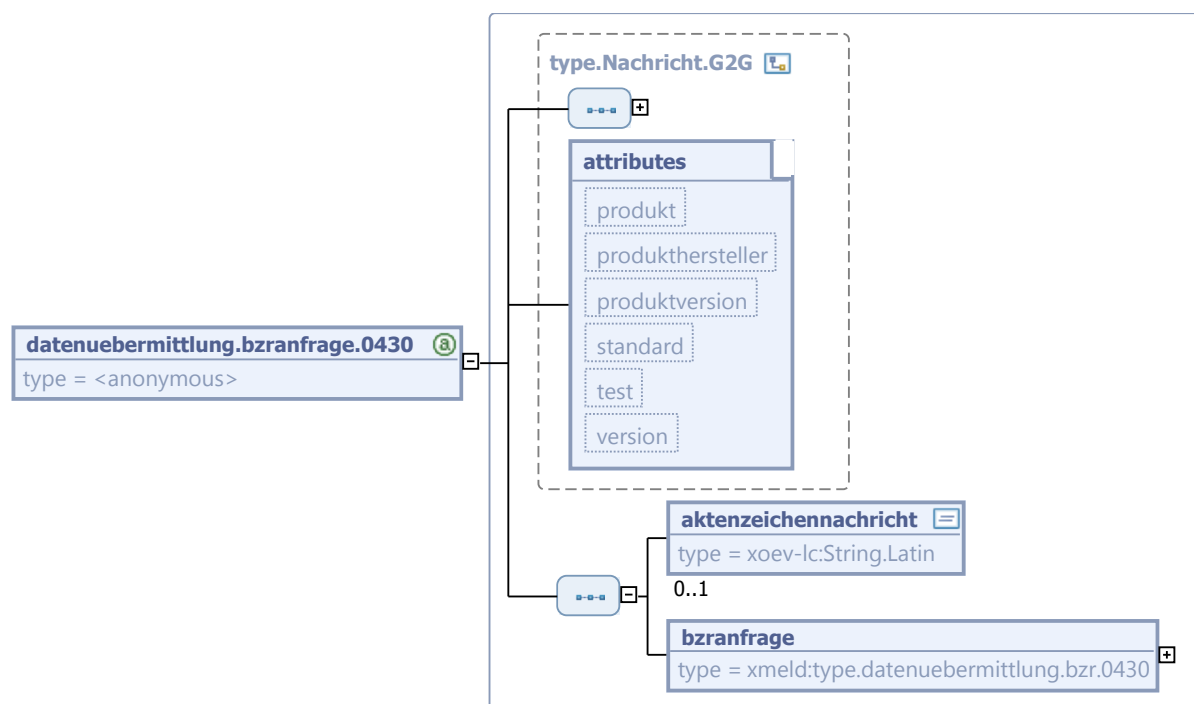 type.Nachricht.G2G
attributes
produkt
produkthersteller
produktversion
standard
test
version
datenuebermittlung.bzranfrage.0430
type = <anonymous>
aktenzeichennachricht
type = xoev-lc:String.Latin
0..1
bzranfrage
type = xmeld:type.datenuebermittlung.bzr.0430